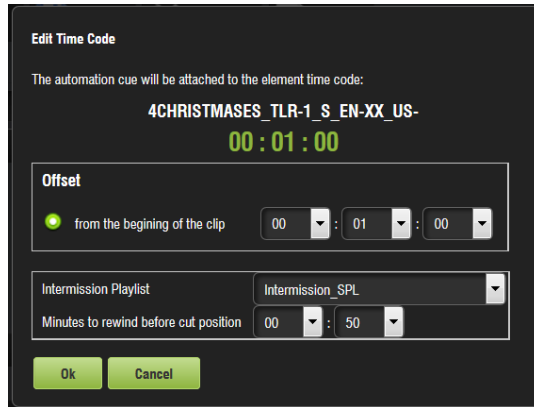 Edit Time Code
The automation cue will be attached to the element time code:
4CHRISTMASES_TLR-1_S_EN-XX_US-
00 : 01 : 00
Offset
from the begining of the clip 00 : 01 : 00
Intermission Playlist Intermission_SPL
Minutes to rewind before cut position 00 : 50
Ok Cancel